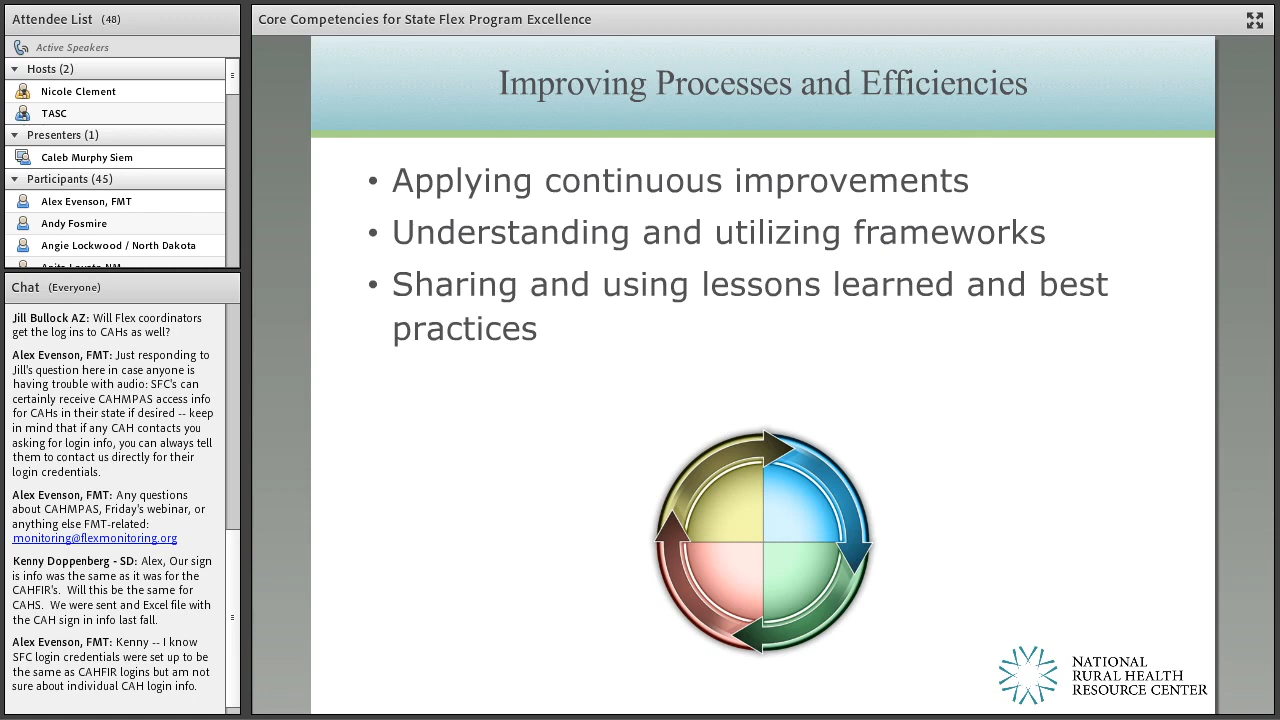 Attendee List (48)
Active Speakers
Hosts (2)
Nicole Clement
TASC
Presenters (1)
Caleb Murphy Siem
Participants (45)
Alex Evenson, FMT
Andy Fosmire
Angie Lockwood / North Dakota
Chat (Everyone)
Jill Bullock AZ: Will Flex coordinators
get the log ins to CAHs as well?
Alex Evenson, FMT: Just responding to
Jill's question here in case anyone is
having trouble with audio: SFC's can
certainly receive CAHMPAS access info
for CAHs in their state if desired -- keep
in mind that if any CAH contacts you
asking for login info, you can always tell
them to contact us directly for their
login credentials.
Alex Evenson, FMT: Any questions
about CAHMPAS, Friday's webinar, or
anything else FMT-related:
monitoring@flexmonitoring.org
Kenny Doppenberg - SD: Alex, Our sign
is info was the same as it was for the
CAHFIR's. Will this be the same for
CAHS. We were sent and Excel file with
the CAH sign in info last fall.
Alex Evenson, FMT: Kenny -- I know
SFC login credentials were set up to be
the same as CAHFIR logins but am not
sure about individual CAH login info.
Core Competencies for State Flex Program Excellence
Improving Processes and Efficiencies
• Applying continuous improvements
• Understanding and utilizing frameworks
• Sharing and using lessons learned and best
practices
NATIONAL
RURAL HEALTH
RESOURCE CENTER